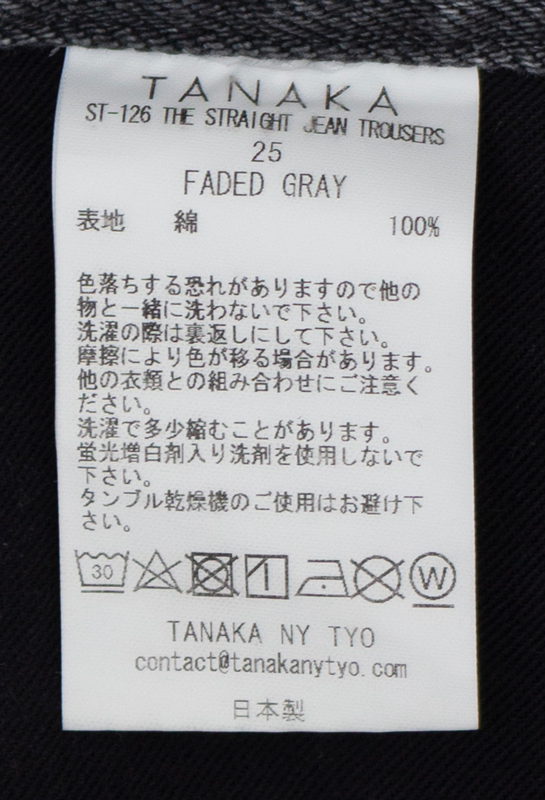 TANAKA
ST-126 THE STRAIGHT JEAN TROUSERS
25
FADED GRAY
表地 綿 100%
色落ちする恐れがありますので他の
物と一緒に洗わないで下さい。
洗濯の際は裏返しにして下さい。
摩擦により色が移る場合があります。
他の衣類との組み合わせにご注意く
ださい。
洗濯で多少縮むことがあります。
蛍光増白剤入り洗剤を使用しないで
下さい。
タンブル乾燥機のご使用はお避け下
さい。
30 W
TANAKA NY TYO
contact@tanakanytyo.com
日本製